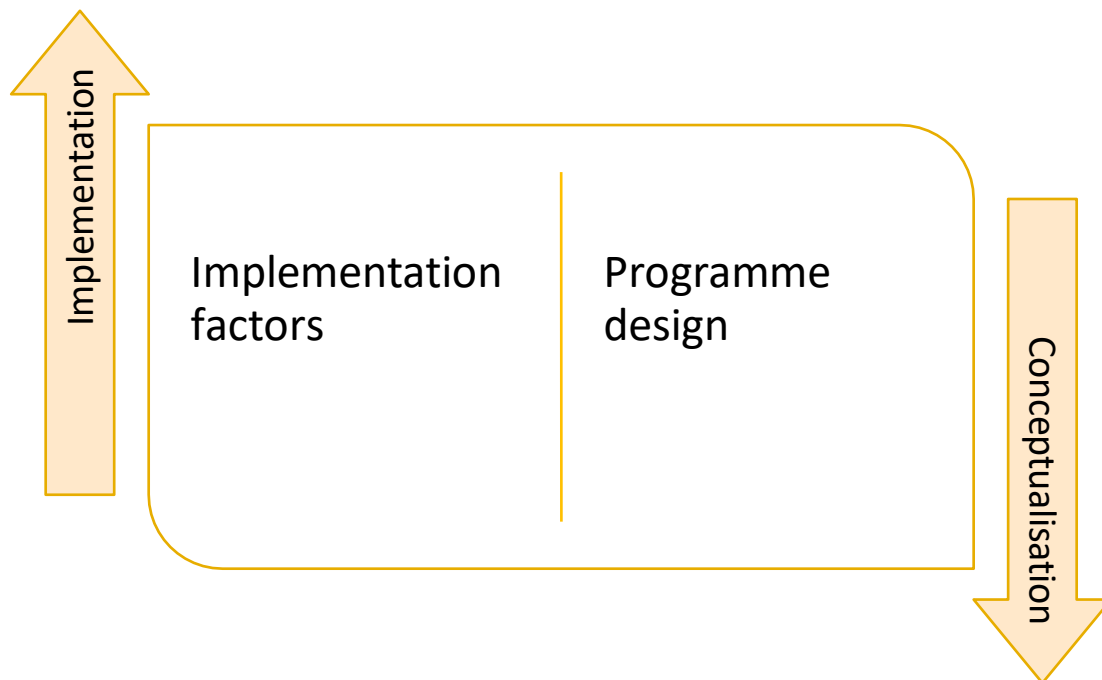 Implementation
Implementation
factors
Programme
design
Conceptualisation